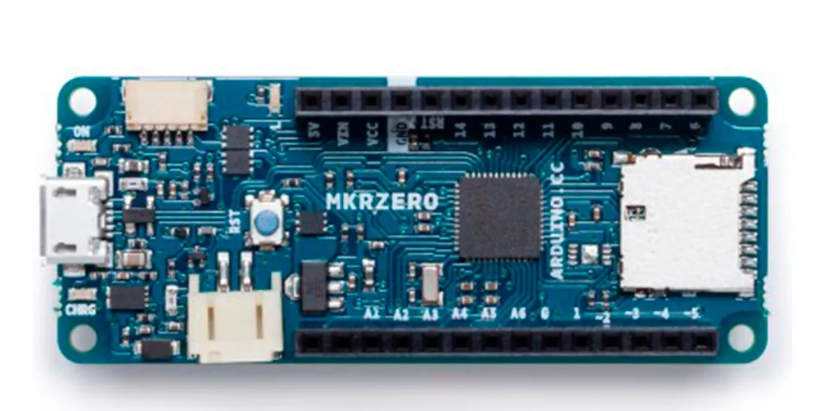 ON
L
5V VIN VCC GND RST 14 13 12 11 10 9 8 7 6
MKRZERO
ARDUINO.CC
RST
CHRG
A1 A2 A3 A4 A5 A6 0 1 ~2 ~3 ~4 ~5